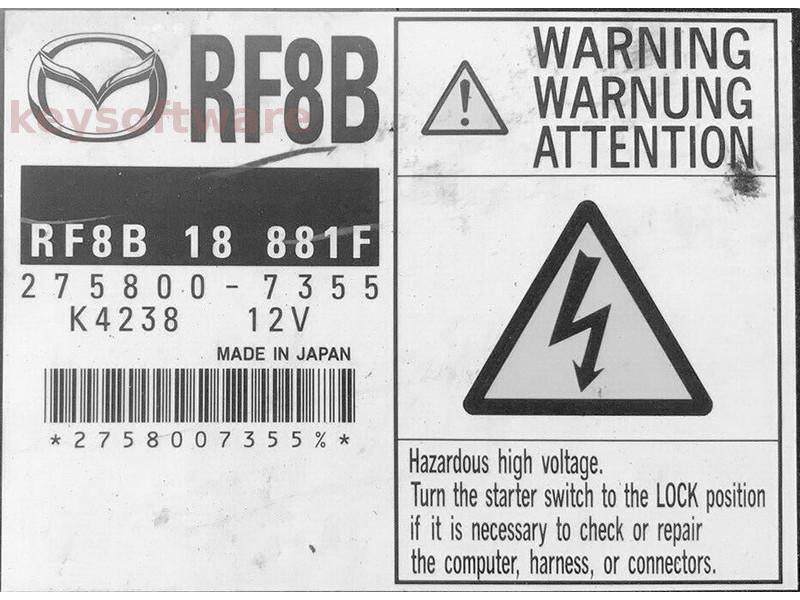 RF8B
keysoftware
RF8B 18 881F
275800-7355
K4238 12V
MADE IN JAPAN
*2758007355%*
WARNING
WARNUNG
ATTENTION
Hazardous high voltage.
Turn the starter switch to the LOCK position
if it is necessary to check or repair
the computer, harness, or connectors.